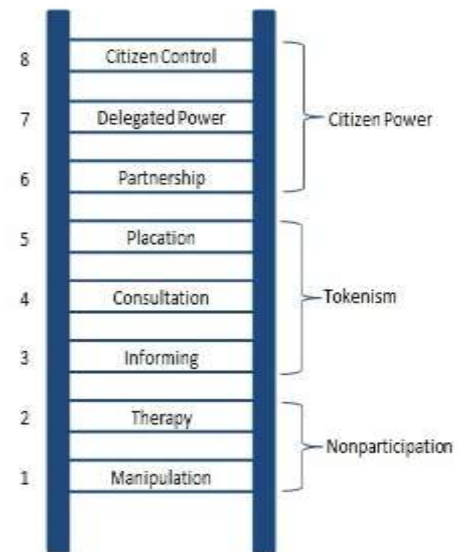 8 Citizen Control
7 Delegated Power
Citizen Power
6 Partnership
5 Placation
4 Consultation
Tokenism
3 Informing
2 Therapy
Nonparticipation
1 Manipulation